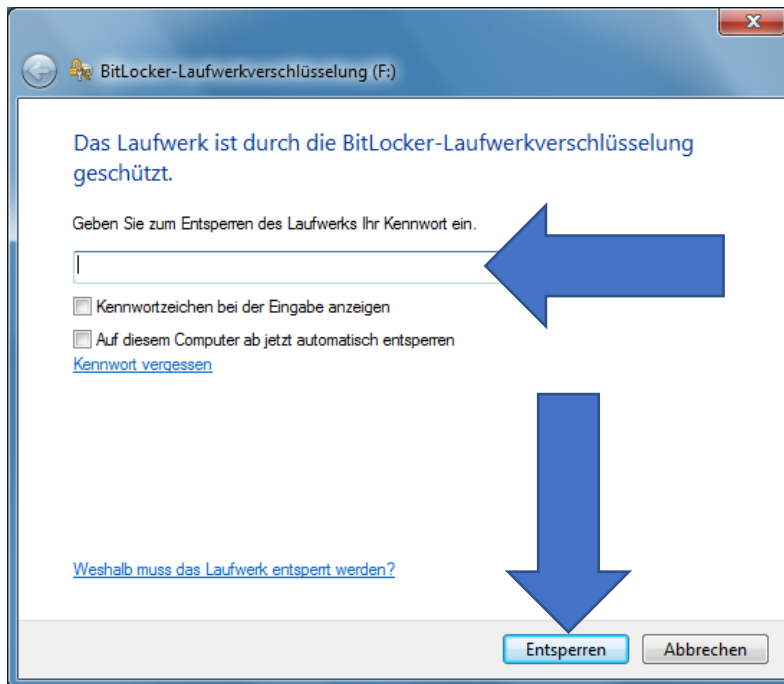 BitLocker-Laufwerkverschlüsselung (F:)
Das Laufwerk ist durch die BitLocker-Laufwerkverschlüsselung
geschützt.
Geben Sie zum Entsperren des Laufwerks Ihr Kennwort ein.
Kennwortzeichen bei der Eingabe anzeigen
Auf diesem Computer ab jetzt automatisch entsperren
Kennwort vergessen
Weshalb muss das Laufwerk entsperrt werden?
Entsperren Abbrechen